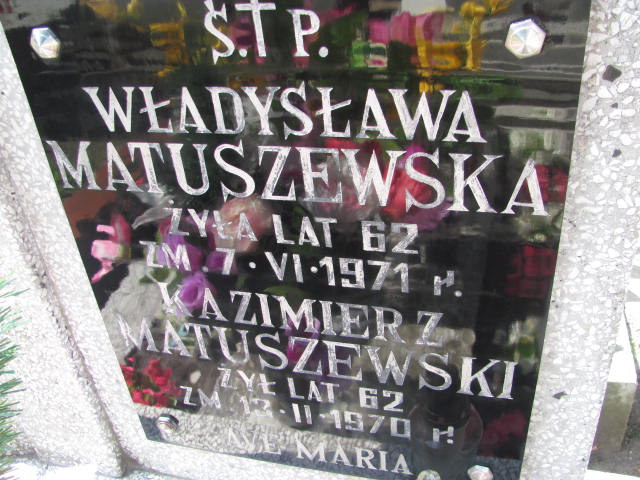 Ś.†P.
WŁADYSŁAWA
MATUSZEWSKA
ŻYŁA LAT 62
ZM. 7.VI.1971 r.
KAZIMIERZ
MATUSZEWSKI
ŻYŁ LAT 62
ZM 13.II.1970 r.
AVE MARIA